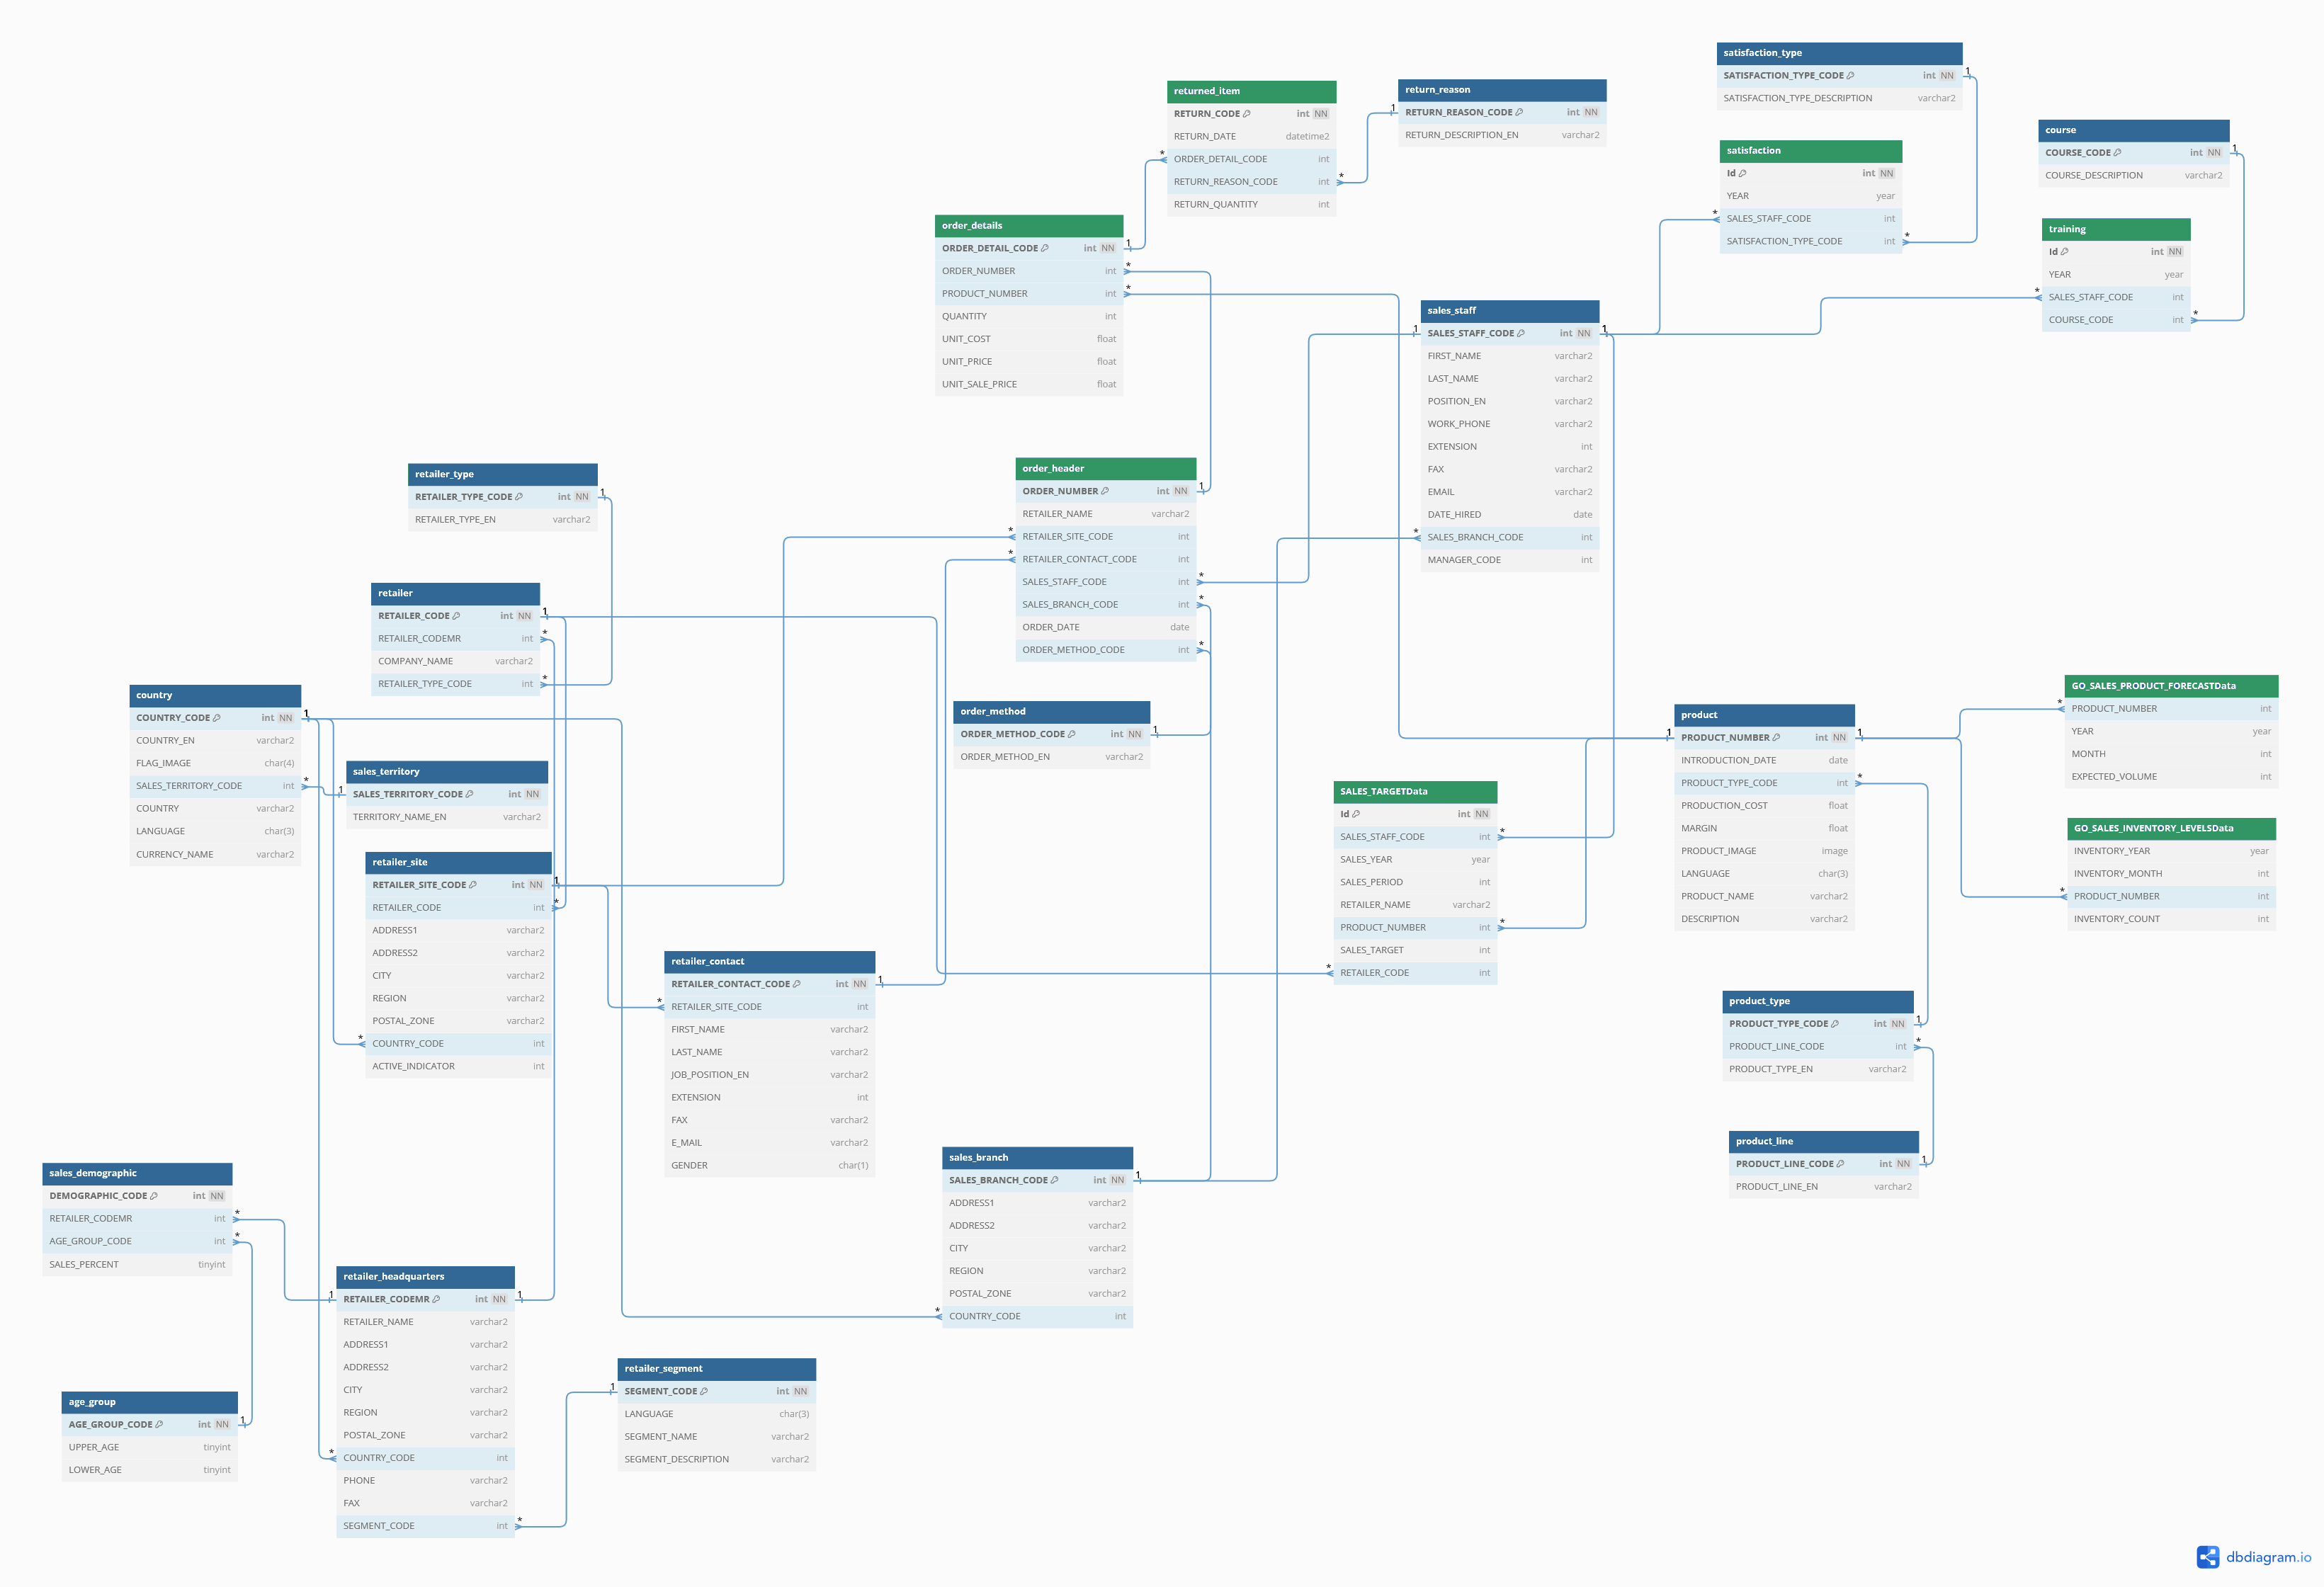 satisfaction_type
SATISFACTION_TYPE_CODE int NN
SATISFACTION_TYPE_DESCRIPTION varchar2
returned_item
RETURN_CODE int NN
RETURN_DATE datetime2
ORDER_DETAIL_CODE int
RETURN_REASON_CODE int
RETURN_QUANTITY int
return_reason
RETURN_REASON_CODE int NN
RETURN_DESCRIPTION_EN varchar2
satisfaction
Id int NN
YEAR year
SALES_STAFF_CODE int
SATISFACTION_TYPE_CODE int
course
COURSE_CODE int NN
COURSE_DESCRIPTION varchar2
training
Id int NN
YEAR year
SALES_STAFF_CODE int
COURSE_CODE int
order_details
ORDER_DETAIL_CODE int NN
ORDER_NUMBER int
PRODUCT_NUMBER int
QUANTITY int
UNIT_COST float
UNIT_PRICE float
UNIT_SALE_PRICE float
sales_staff
SALES_STAFF_CODE int NN
FIRST_NAME varchar2
LAST_NAME varchar2
POSITION_EN varchar2
WORK_PHONE varchar2
EXTENSION int
FAX varchar2
EMAIL varchar2
DATE_HIRED date
SALES_BRANCH_CODE int
MANAGER_CODE int
retailer_type
RETAILER_TYPE_CODE int NN
RETAILER_TYPE_EN varchar2
order_header
ORDER_NUMBER int NN
RETAILER_NAME varchar2
RETAILER_SITE_CODE int
RETAILER_CONTACT_CODE int
SALES_STAFF_CODE int
SALES_BRANCH_CODE int
ORDER_DATE date
ORDER_METHOD_CODE int
retailer
RETAILER_CODE int NN
RETAILER_CODEMR int
COMPANY_NAME varchar2
RETAILER_TYPE_CODE int
country
COUNTRY_CODE int NN
COUNTRY_EN varchar2
FLAG_IMAGE char(4)
SALES_TERRITORY_CODE int
COUNTRY varchar2
LANGUAGE char(3)
CURRENCY_NAME varchar2
sales_territory
SALES_TERRITORY_CODE int NN
TERRITORY_NAME_EN varchar2
order_method
ORDER_METHOD_CODE int NN
ORDER_METHOD_EN varchar2
product
PRODUCT_NUMBER int NN
INTRODUCTION_DATE date
PRODUCT_TYPE_CODE int
PRODUCTION_COST float
MARGIN float
PRODUCT_IMAGE image
LANGUAGE char(3)
PRODUCT_NAME varchar2
DESCRIPTION varchar2
GO_SALES_PRODUCT_FORECASTData
PRODUCT_NUMBER int
YEAR year
MONTH int
EXPECTED_VOLUME int
SALES_TARGETData
Id int NN
SALES_STAFF_CODE int
SALES_YEAR year
SALES_PERIOD int
RETAILER_NAME varchar2
PRODUCT_NUMBER int
SALES_TARGET int
RETAILER_CODE int
GO_SALES_INVENTORY_LEVELSData
INVENTORY_YEAR year
INVENTORY_MONTH int
PRODUCT_NUMBER int
INVENTORY_COUNT int
retailer_site
RETAILER_SITE_CODE int NN
RETAILER_CODE int
ADDRESS1 varchar2
ADDRESS2 varchar2
CITY varchar2
REGION varchar2
POSTAL_ZONE varchar2
COUNTRY_CODE int
ACTIVE_INDICATOR int
retailer_contact
RETAILER_CONTACT_CODE int NN
RETAILER_SITE_CODE int
FIRST_NAME varchar2
LAST_NAME varchar2
JOB_POSITION_EN varchar2
EXTENSION int
FAX varchar2
E_MAIL varchar2
GENDER char(1)
product_type
PRODUCT_TYPE_CODE int NN
PRODUCT_LINE_CODE int
PRODUCT_TYPE_EN varchar2
product_line
PRODUCT_LINE_CODE int NN
PRODUCT_LINE_EN varchar2
sales_branch
SALES_BRANCH_CODE int NN
ADDRESS1 varchar2
ADDRESS2 varchar2
CITY varchar2
REGION varchar2
POSTAL_ZONE varchar2
COUNTRY_CODE int
sales_demographic
DEMOGRAPHIC_CODE int NN
RETAILER_CODEMR int
AGE_GROUP_CODE int
SALES_PERCENT tinyint
retailer_headquarters
RETAILER_CODEMR int NN
RETAILER_NAME varchar2
ADDRESS1 varchar2
ADDRESS2 varchar2
CITY varchar2
REGION varchar2
POSTAL_ZONE varchar2
COUNTRY_CODE int
PHONE varchar2
FAX varchar2
SEGMENT_CODE int
retailer_segment
SEGMENT_CODE int NN
LANGUAGE char(3)
SEGMENT_NAME varchar2
SEGMENT_DESCRIPTION varchar2
age_group
AGE_GROUP_CODE int NN
UPPER_AGE tinyint
LOWER_AGE tinyint
dbdiagram.io